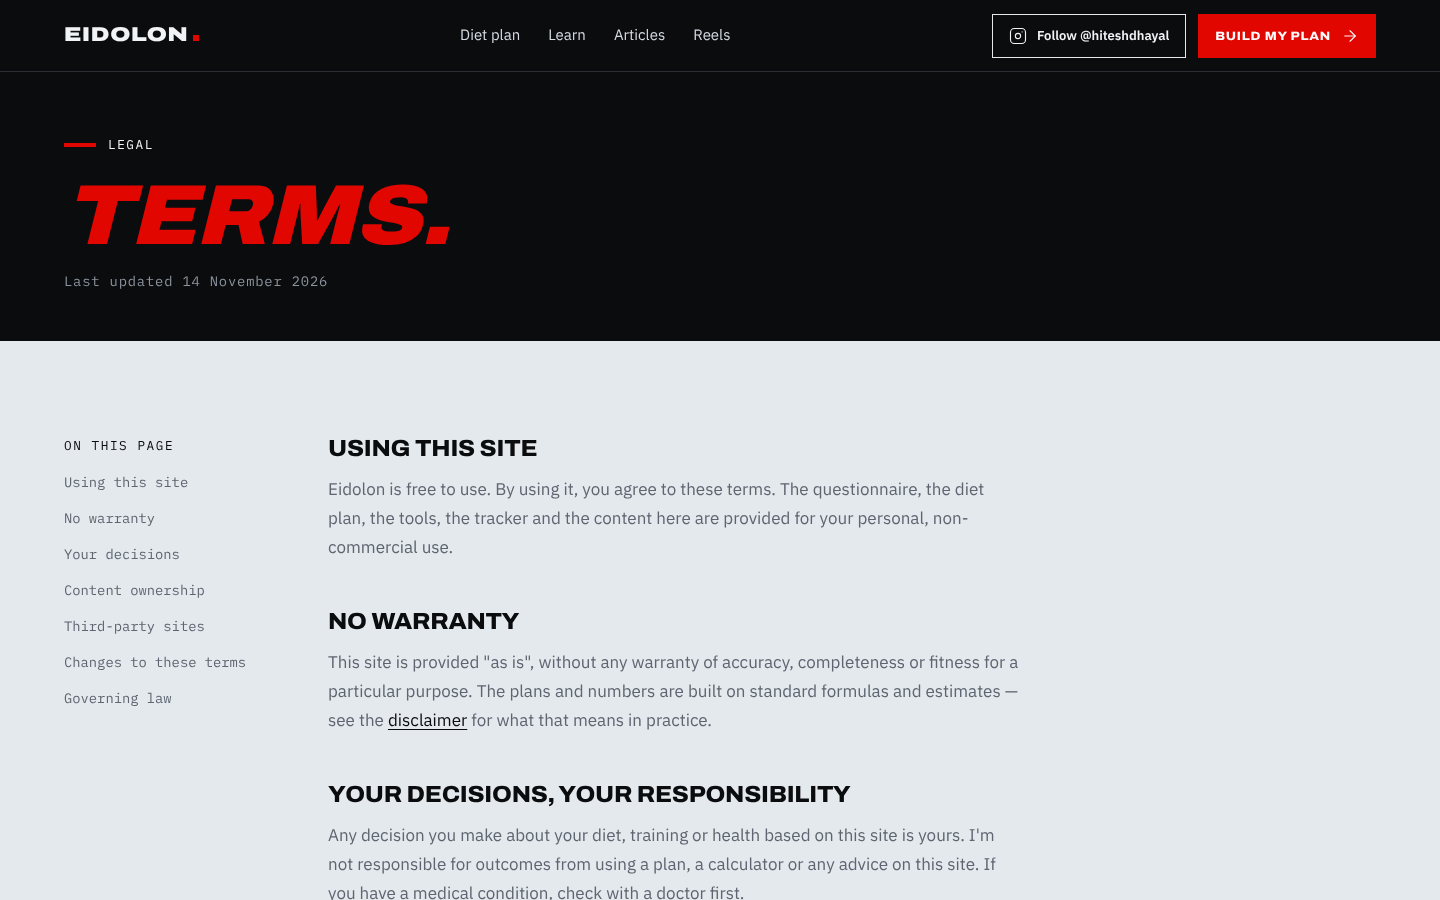 EIDOLON.
Diet plan
Learn
Articles
Reels
Follow @hiteshdhayal
BUILD MY PLAN
LEGAL
TERMS.
Last updated 14 November 2026
ON THIS PAGE
Using this site
No warranty
Your decisions
Content ownership
Third-party sites
Changes to these terms
Governing law
USING THIS SITE
Eidolon is free to use. By using it, you agree to these terms. The questionnaire, the diet
plan, the tools, the tracker and the content here are provided for your personal, non-
commercial use.
NO WARRANTY
This site is provided "as is", without any warranty of accuracy, completeness or fitness for a
particular purpose. The plans and numbers are built on standard formulas and estimates —
see the disclaimer for what that means in practice.
YOUR DECISIONS, YOUR RESPONSIBILITY
Any decision you make about your diet, training or health based on this site is yours. I'm
not responsible for outcomes from using a plan, a calculator or any advice on this site. If
you have a medical condition, check with a doctor first.